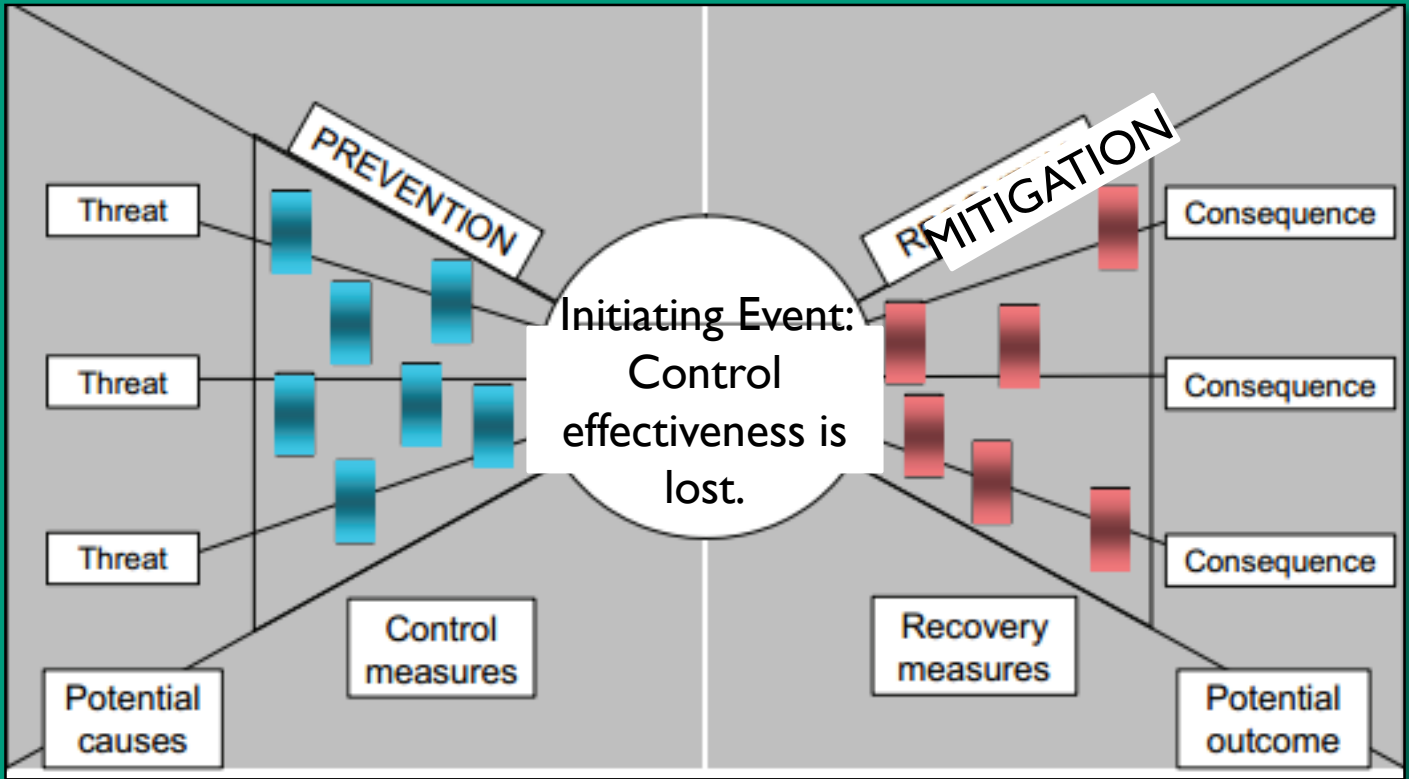 PREVENTION
MITIGATION
Threat
Threat
Threat
Initiating Event:
Control
effectiveness is
lost.
Consequence
Consequence
Consequence
Control
measures
Recovery
measures
Potential
causes
Potential
outcome